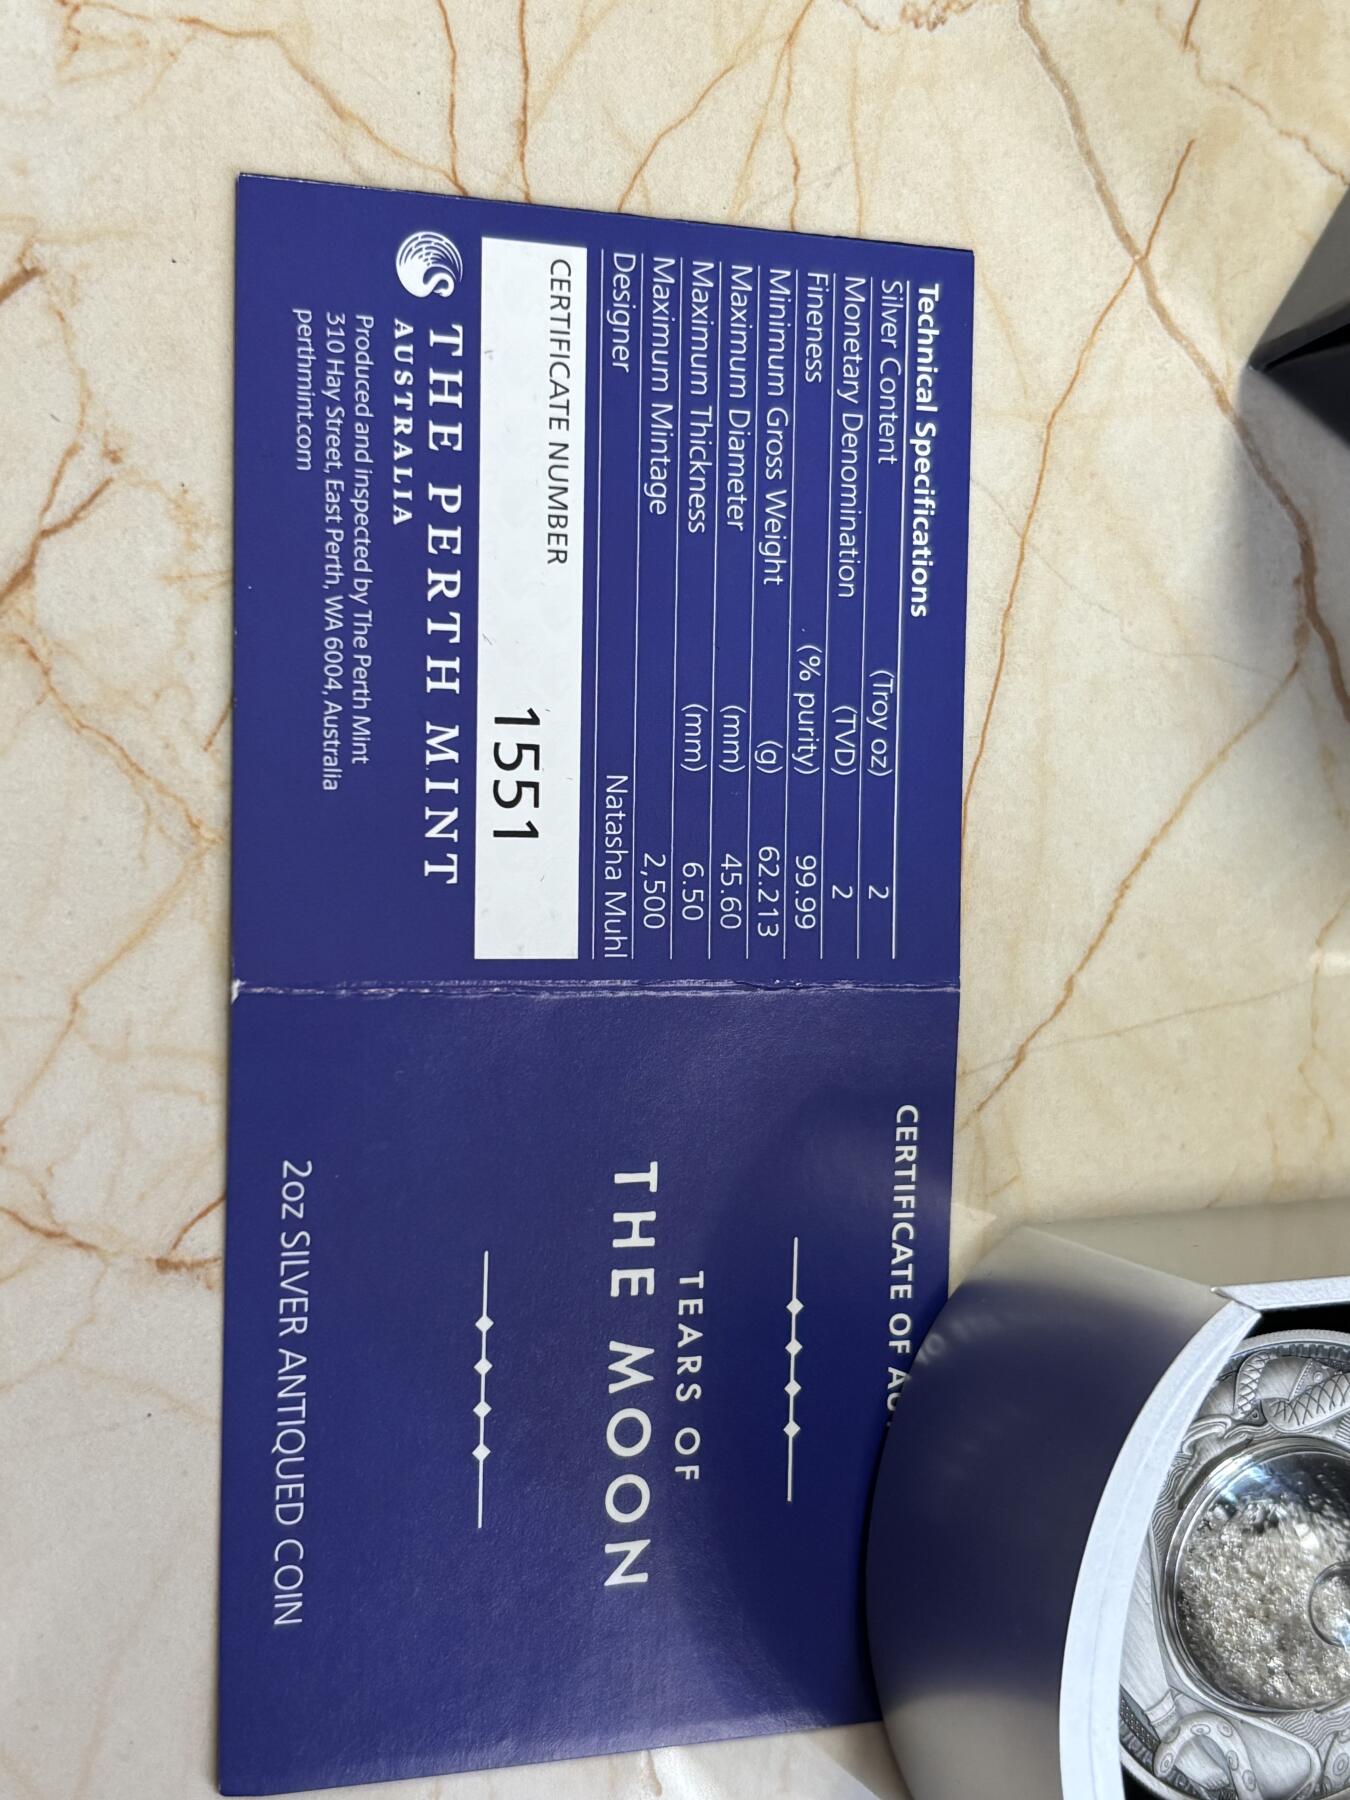 Technical Specifications
Silver Content (Troy oz) 2
Monetary Denomination (TVD) 2
Fineness (% purity) 99.99
Minimum Gross Weight (g) 62.213
Maximum Diameter (mm) 45.60
Maximum Thickness (mm) 6.50
Maximum Mintage 2,500
Designer Natasha Muhl
CERTIFICATE NUMBER
1551
THE PERTH MINT
AUSTRALIA
Produced and inspected by The Perth Mint
310 Hay Street, East Perth, WA 6004, Australia
perthmint.com
CERTIFICATE OF AU
TEARS OF
THE MOON
2oz SILVER ANTIQUED COIN